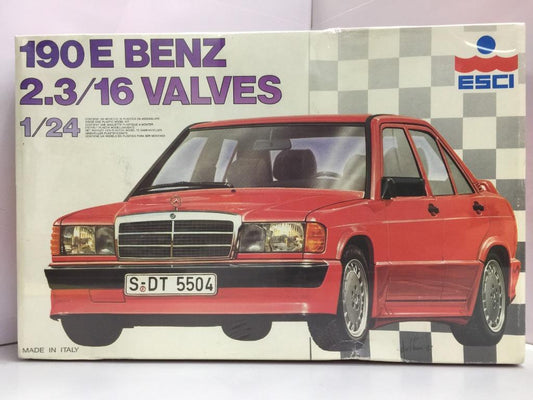 190 E BENZ
2.3/16 VALVES
1/24
ESCI
S-DT 5504
MADE IN ITALY